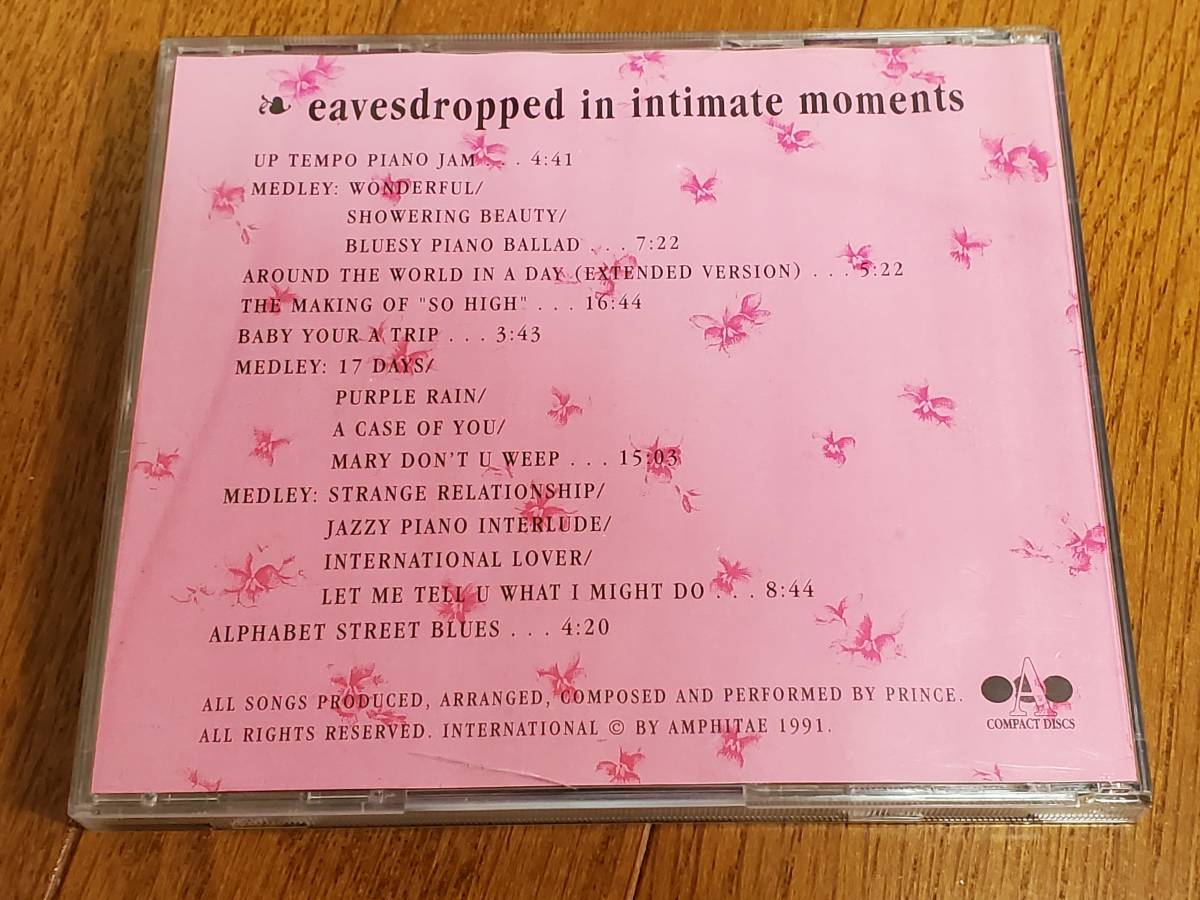 eavesdropped in intimate moments
UP TEMPO PIANO JAM . . . 4:41
MEDLEY: WONDERFUL/
SHOWERING BEAUTY/
BLUESY PIANO BALLAD . . . 7:22
AROUND THE WORLD IN A DAY (EXTENDED VERSION) . . . 5:22
THE MAKING OF "SO HIGH" . . . 16:44
BABY YOUR A TRIP . . . 3:43
MEDLEY: 17 DAYS/
PURPLE RAIN/
A CASE OF YOU/
MARY DON'T U WEEP . . . 15:03
MEDLEY: STRANGE RELATIONSHIP/
JAZZY PIANO INTERLUDE/
INTERNATIONAL LOVER/
LET ME TELL U WHAT I MIGHT DO . . . 8:44
ALPHABET STREET BLUES . . . 4:20
ALL SONGS PRODUCED, ARRANGED, COMPOSED AND PERFORMED BY PRINCE.
ALL RIGHTS RESERVED. INTERNATIONAL © BY AMPHITAE 1991.
A
COMPACT DISCS